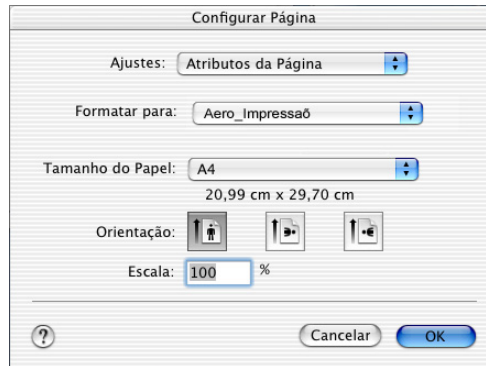 Configurar Página
Ajustes: Atributos da Página
Formatar para: Aero_Impressaõ
Tamanho do Papel: A4
20,99 cm x 29,70 cm
Orientação:
Escala: 100 %
? Cancelar OK